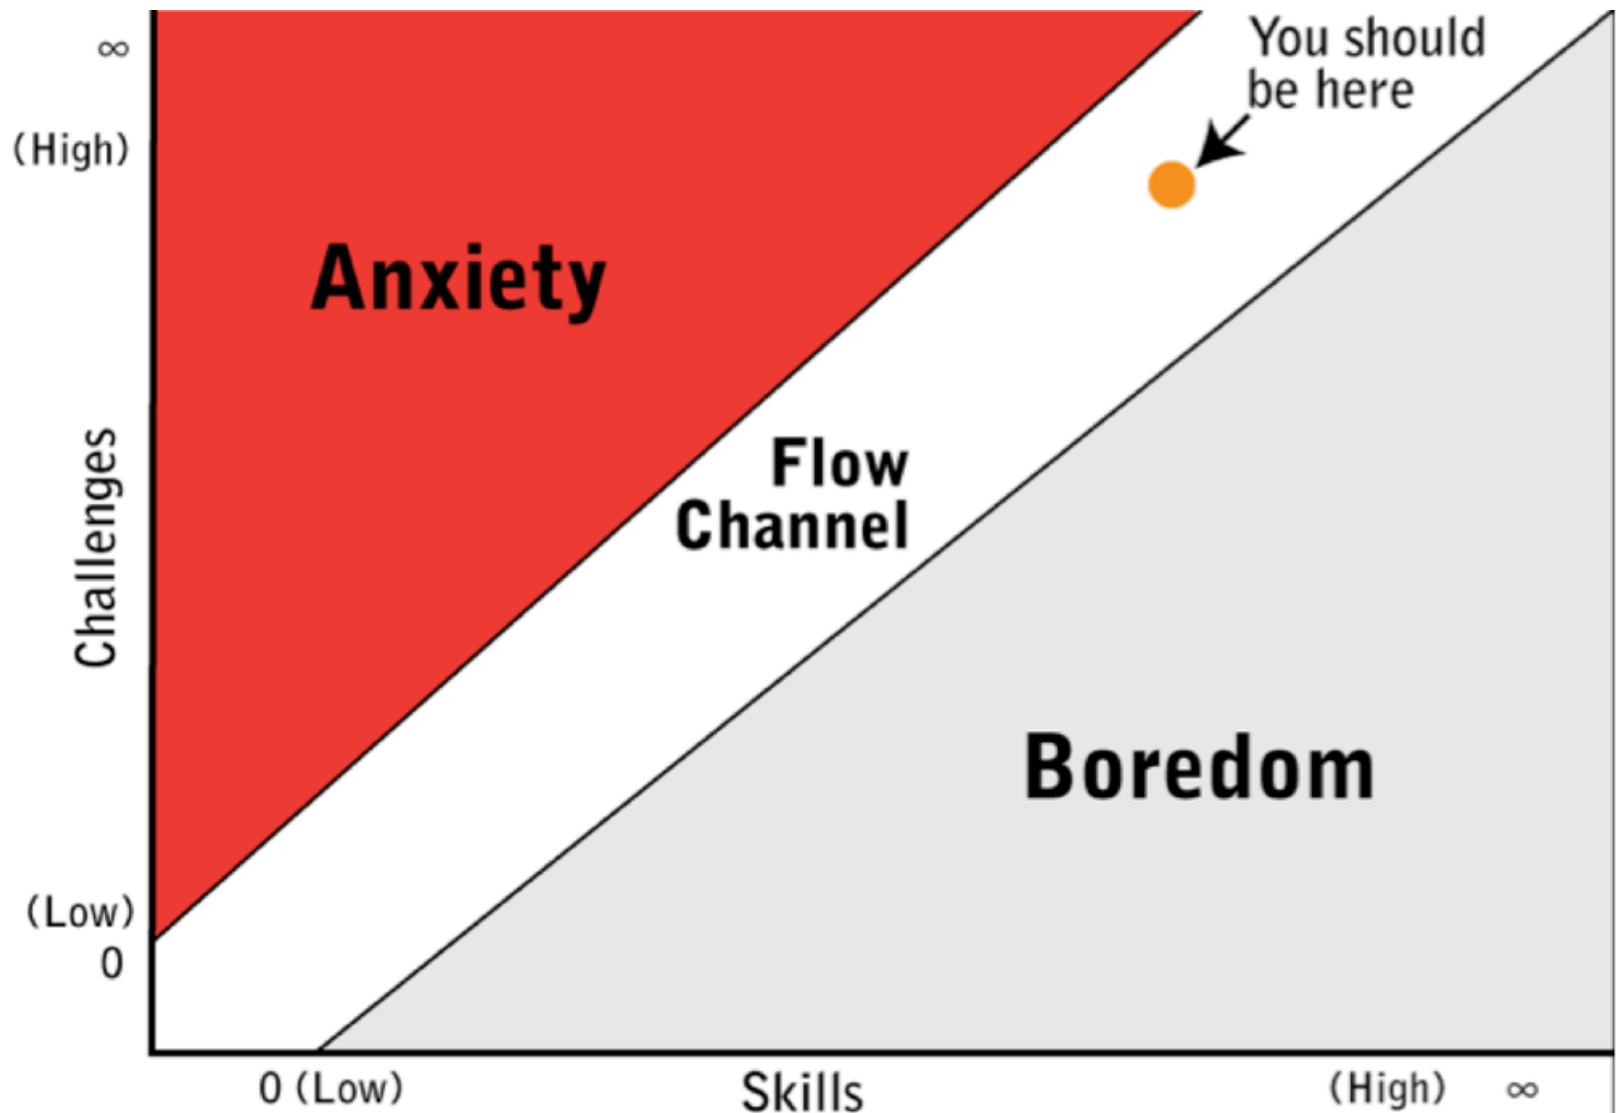 ∞
You should
be here
(High)
Anxiety
Flow
Channel
Challenges
Boredom
(Low)
0
0 (Low)
Skills
(High)
∞